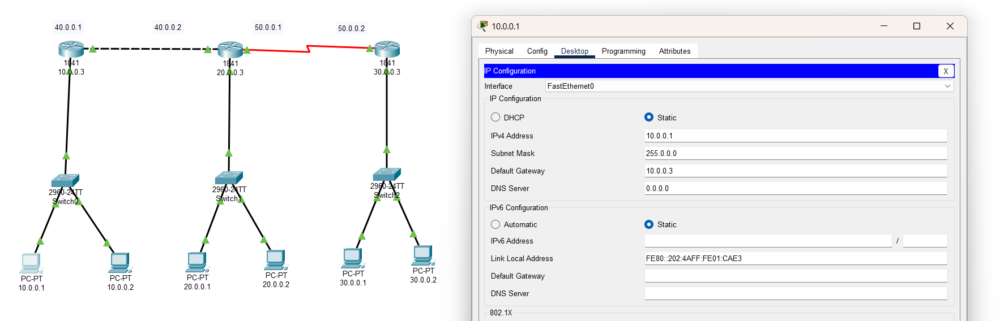 40.0.0.1
40.0.0.2
50.0.0.1
50.0.0.2
1841
10.0.0.3
1841
20.0.0.3
1841
30.0.0.3
2960-24TT
Switch0
2960-24TT
Switch1
2960-24TT
Switch2
PC-PT
10.0.0.1
PC-PT
10.0.0.2
PC-PT
20.0.0.1
PC-PT
20.0.0.2
PC-PT
30.0.0.1
PC-PT
30.0.0.2
10.0.0.1
Physical Config Desktop Programming Attributes
IP Configuration X
Interface FastEthernet0
IP Configuration
DHCP Static
IPv4 Address 10.0.0.1
Subnet Mask 255.0.0.0
Default Gateway 10.0.0.3
DNS Server 0.0.0.0
IPv6 Configuration
Automatic Static
IPv6 Address /
Link Local Address FE80::202:4AFF:FE01:CAE3
Default Gateway
DNS Server
802.1X